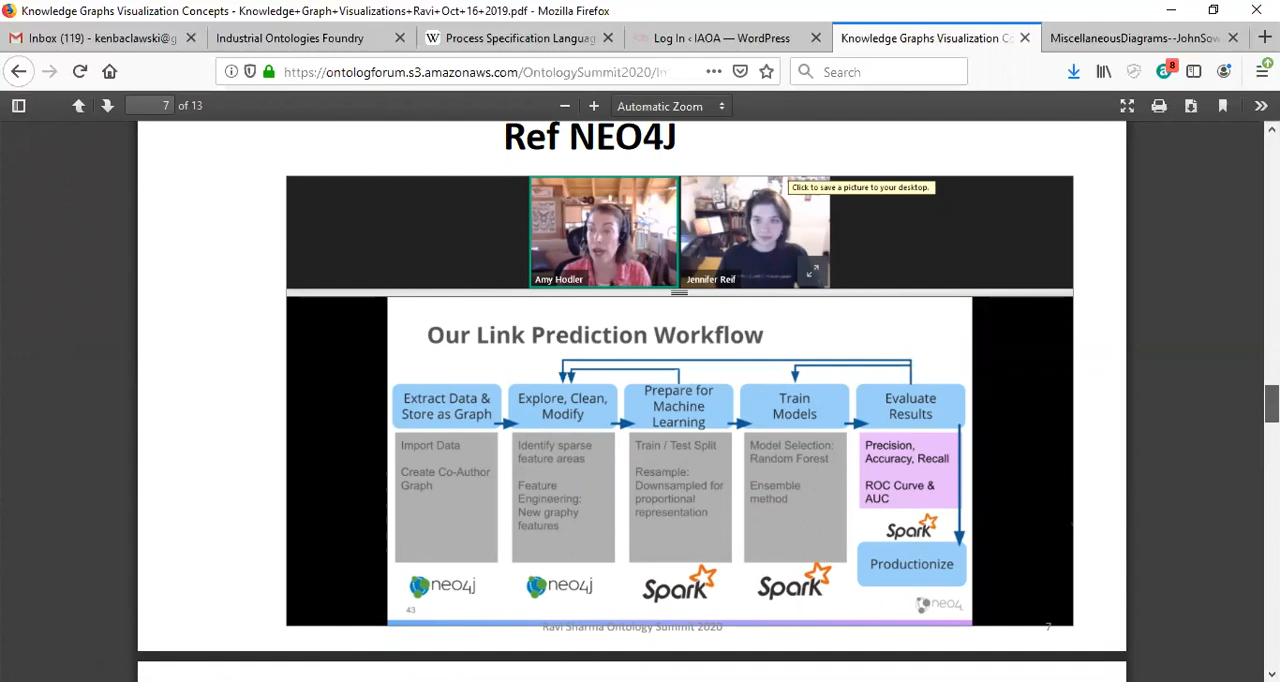 Knowledge Graphs Visualization Concepts - Knowledge+Graph+Visualizations+Ravi+Oct+16+2019.pdf - Mozilla Firefox
Inbox (119) - kenbaclawski@g
Industrial Ontologies Foundry
Process Specification Language
Log In ‹ IAOA — WordPress
Knowledge Graphs Visualization Co
MiscellaneousDiagrams--JohnSow
https://ontologforum.s3.amazonaws.com/OntologySummit2020/In
Search
8
7 of 13
Automatic Zoom
Ref NEO4J
Click to save a picture to your desktop.
Amy Hodler
Jennifer Reif
Our Link Prediction Workflow
Extract Data &
Store as Graph
Import Data
Create Co-Author
Graph
neo4j
Explore, Clean,
Modify
Identify sparse
feature areas
Feature
Engineering:
New graphy
features
neo4j
Prepare for
Machine
Learning
Train / Test Split
Resample:
Downsampled for
proportional
representation
Spark
Train
Models
Model Selection:
Random Forest
Ensemble
method
Spark
Evaluate
Results
Precision,
Accuracy, Recall
ROC Curve &
AUC
Spark
Productionize
43
neo4j
Ravi Sharma Ontology Summit 2020
7